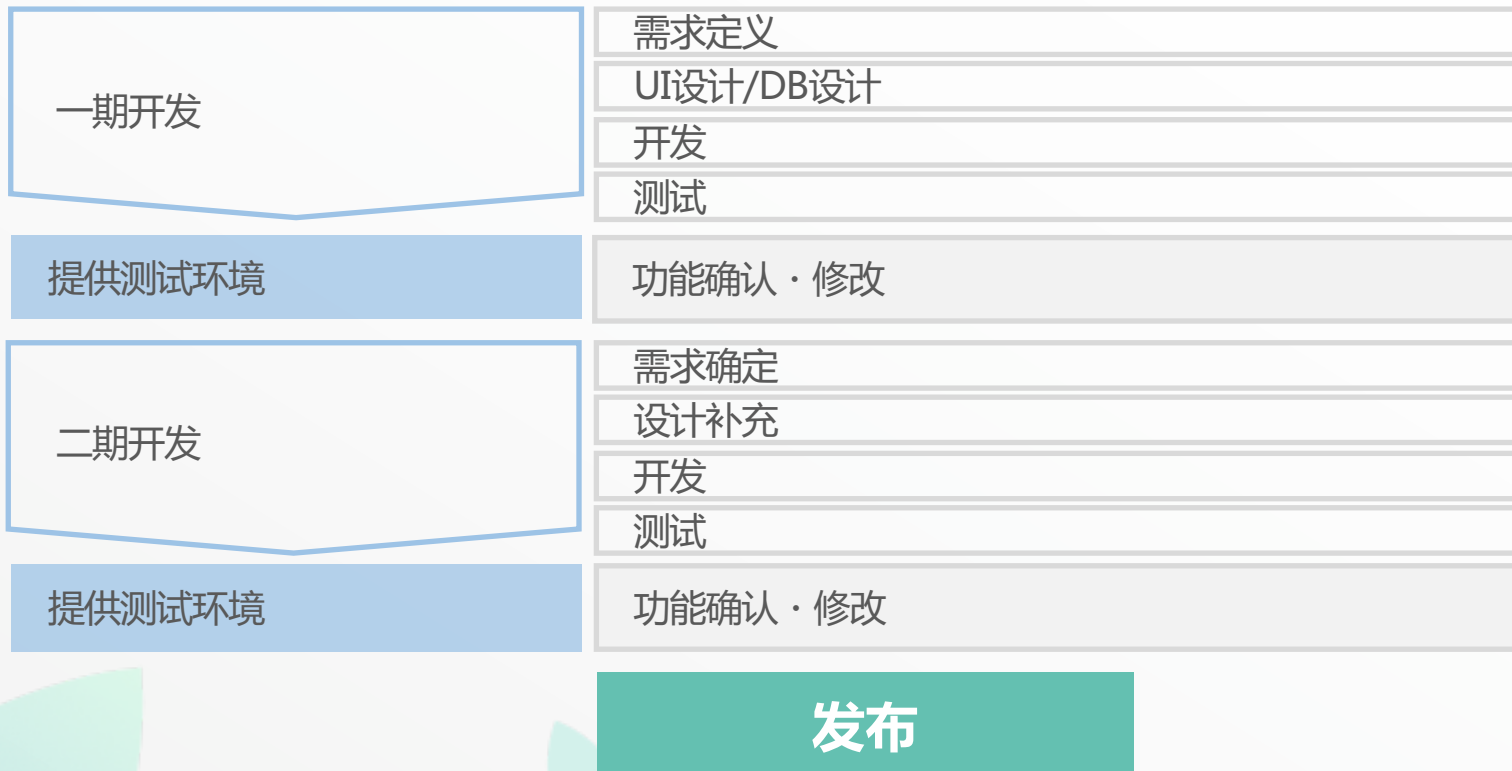 一期开发
需求定义
UI设计/DB设计
开发
测试
提供测试环境
功能确认・修改
二期开发
需求确定
设计补充
开发
测试
提供测试环境
功能确认・修改
发布